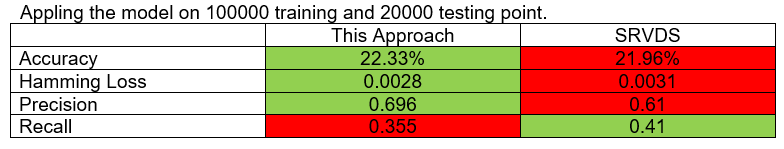 Appling the model on 100000 training and 20000 testing point.
This Approach SRVDS
Accuracy 22.33% 21.96%
Hamming Loss 0.0028 0.0031
Precision 0.696 0.61
Recall 0.355 0.41